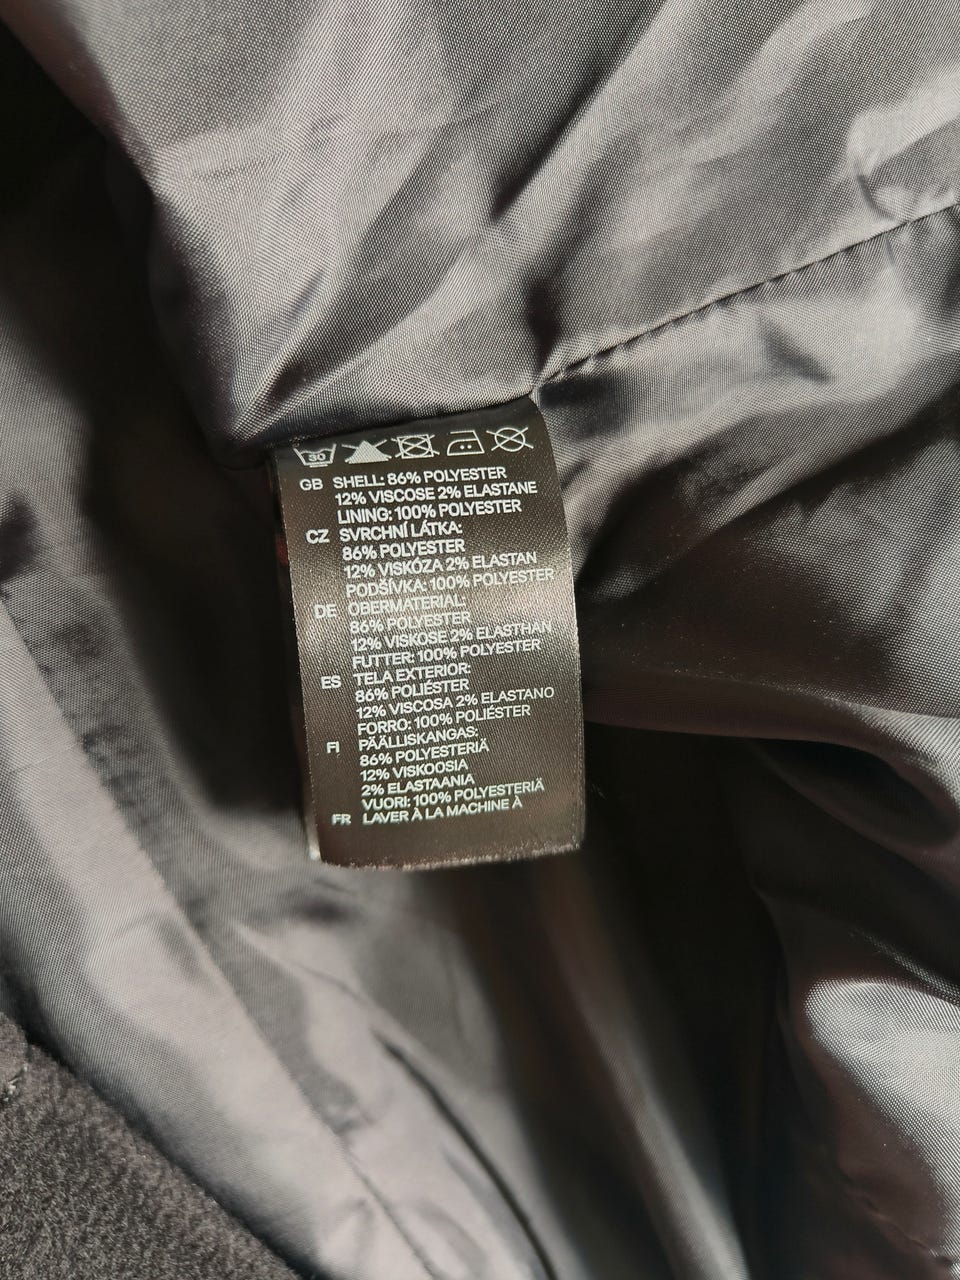 30
GB SHELL: 86% POLYESTER
12% VISCOSE 2% ELASTANE
LINING: 100% POLYESTER
CZ SVRCHNÍ LÁTKA:
86% POLYESTER
12% VISKÓZA 2% ELASTAN
PODŠÍVKA: 100% POLYESTER
DE OBERMATERIAL:
86% POLYESTER
12% VISKOSE 2% ELASTHAN
FUTTER: 100% POLYESTER
ES TELA EXTERIOR:
86% POLIÉSTER
12% VISCOSA 2% ELASTANO
FORRO: 100% POLIÉSTER
FI PÄÄLLISKANGAS:
86% POLYESTERIÄ
12% VISKOOSIA
2% ELASTAANIA
VUORI: 100% POLYESTERIÄ
FR LAVER À LA MACHINE À